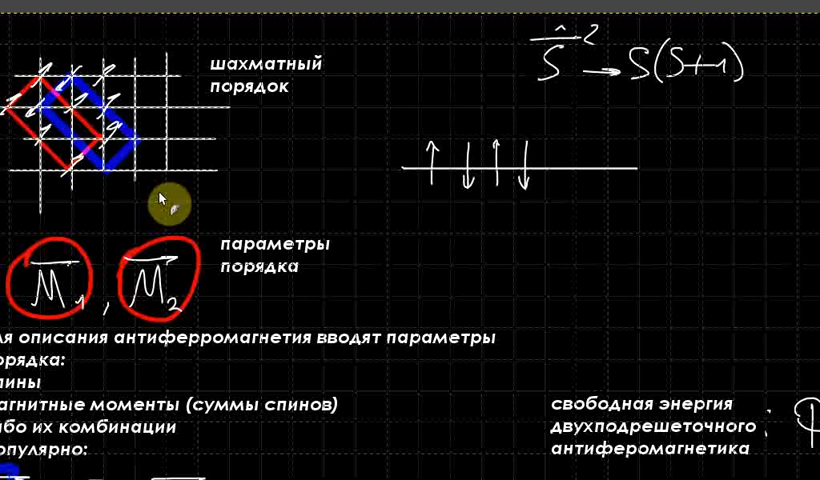 шахматный
порядок
Ŝ² → S(S+1)
M₁, M₂
параметры
порядка
ля описания антиферромагнетия вводят параметры
орядка:
пины
агнитные моменты (суммы спинов)
або их комбинации
опулярно:
свободная энергия
двухподрешеточного :
антиферомагнетика